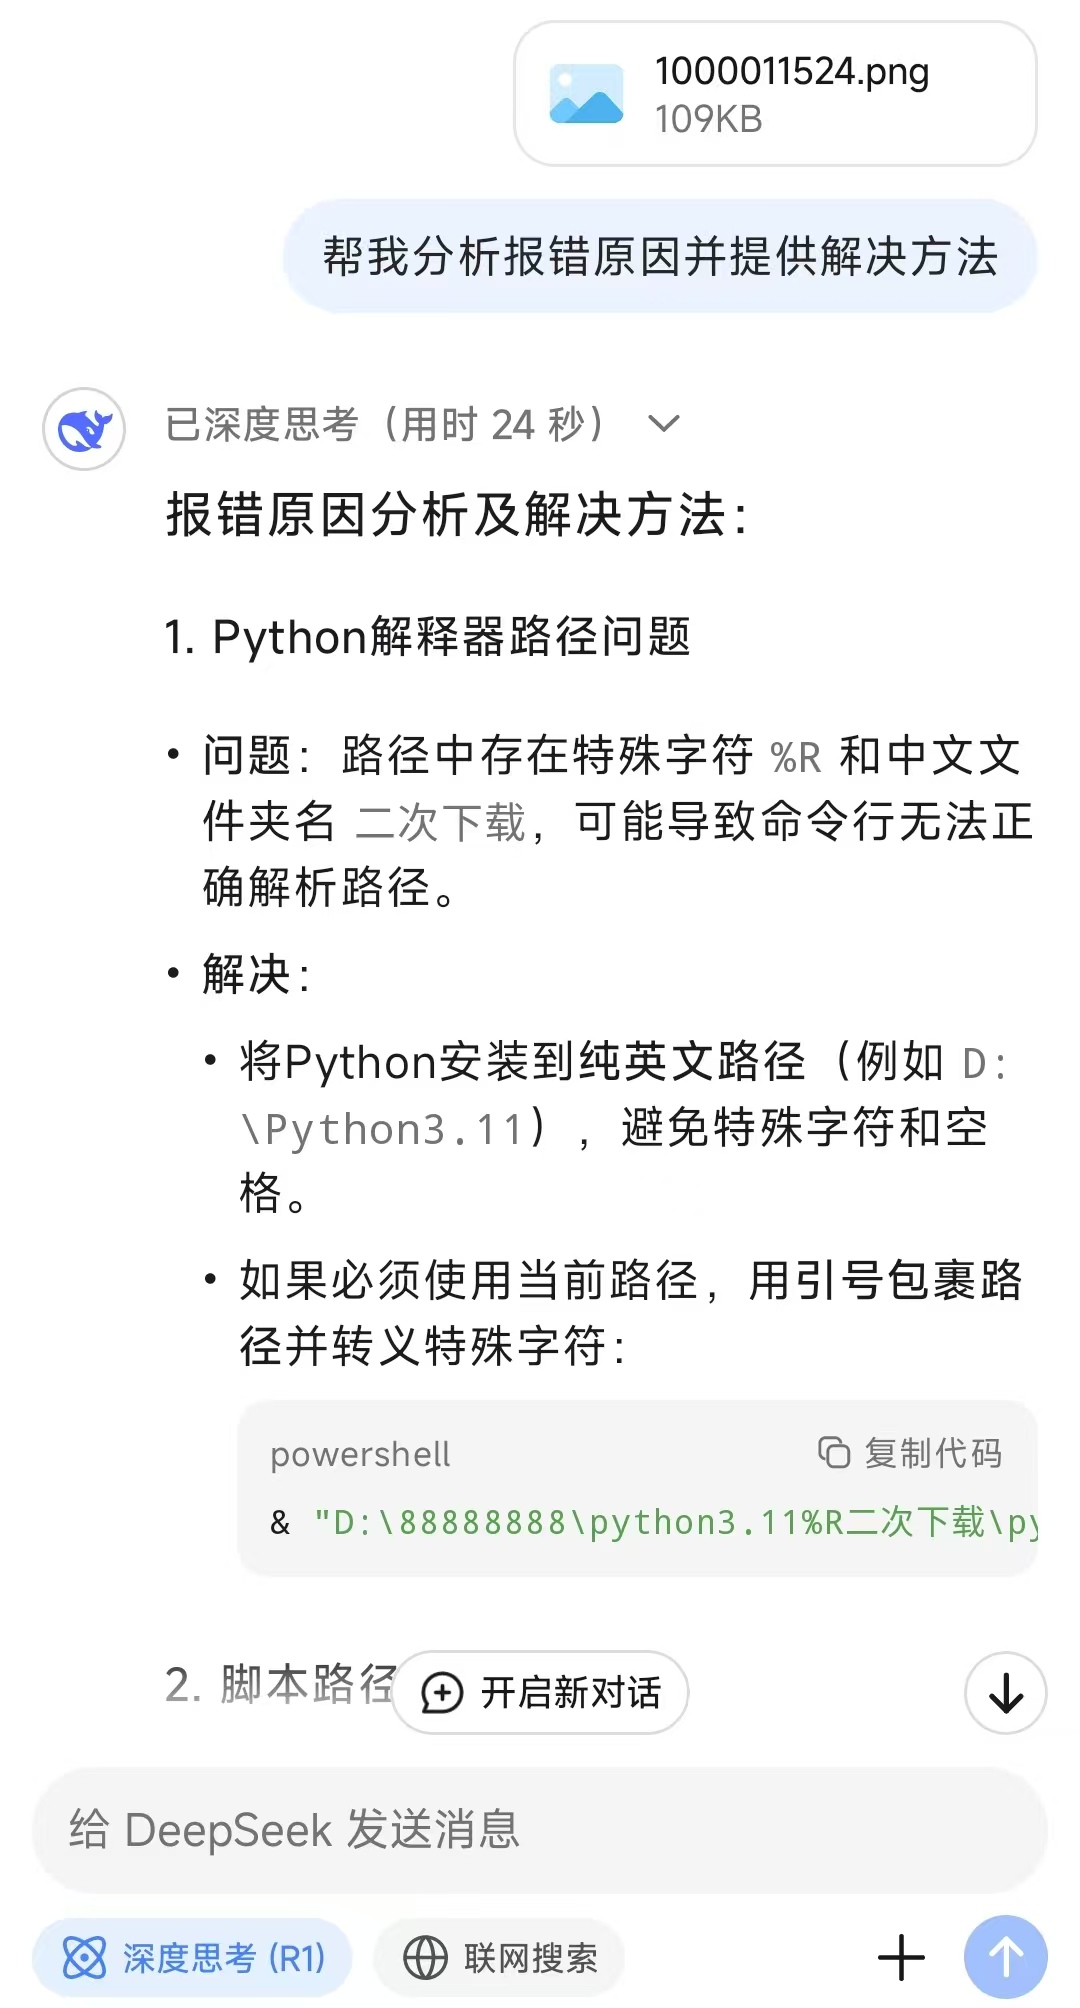 1000011524.png
109KB
帮我分析报错原因并提供解决方法
已深度思考（用时 24 秒）
报错原因分析及解决方法：
1. Python解释器路径问题
• 问题：路径中存在特殊字符 %R 和中文文
件夹名 二次下载，可能导致命令行无法正
确解析路径。
• 解决：
• 将Python安装到纯英文路径（例如 D:
\Python3.11），避免特殊字符和空
格。
• 如果必须使用当前路径，用引号包裹路
径并转义特殊字符：
powershell
复制代码
& "D:\88888888\python3.11%R二次下载\py
2. 脚本路径
开启新对话
给 DeepSeek 发送消息
深度思考 (R1)
联网搜索